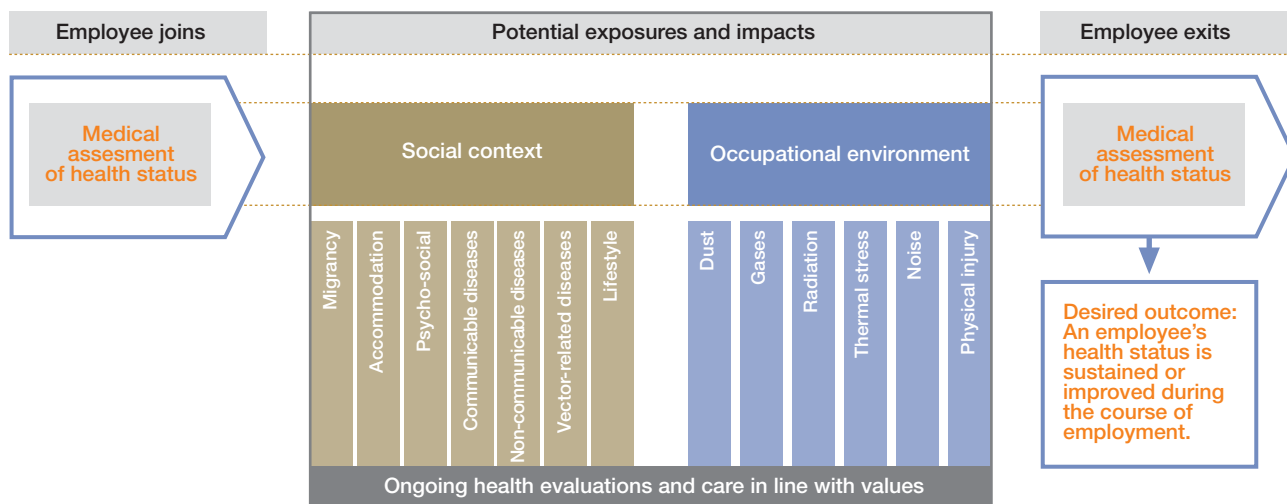 Employee joins
Potential exposures and impacts
Employee exits
Medical
assesment
of health status
Social context
Occupational environment
Medical
assessment
of health status
Migrancy
Accommodation
Psycho-social
Communicable diseases
Non-communicable diseases
Vector-related diseases
Lifestyle
Dust
Gases
Radiation
Thermal stress
Noise
Physical injury
Desired outcome:
An employee's
health status is
sustained or
improved during
the course of
employment.
Ongoing health evaluations and care in line with values